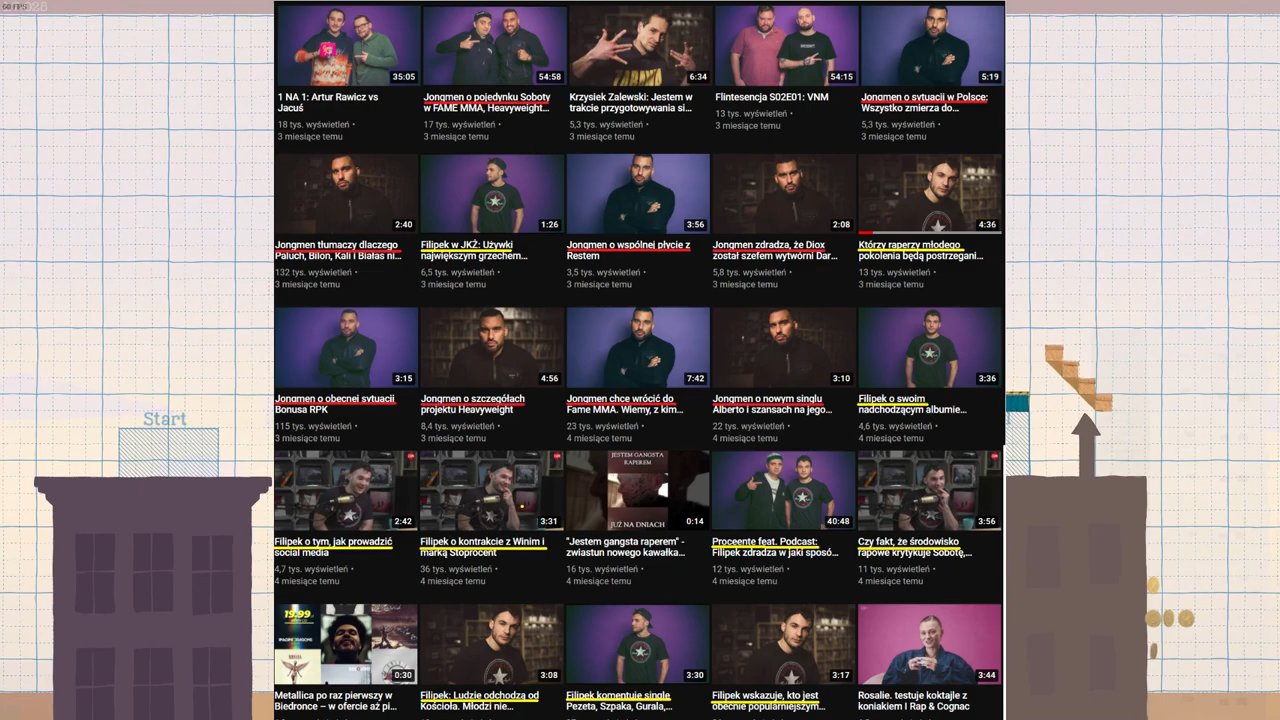 60 FPS
Start
35:05
54:58
6:34
54:15
5:19
1 NA 1: Artur Rawicz vs
Jacuś
18 tys. wyświetleń •
3 miesiące temu
Jongmen o pojedynku Soboty
w FAME MMA, Heavyweight...
17 tys. wyświetleń •
3 miesiące temu
Krzysiek Zalewski: Jestem w
trakcie przygotowywania si...
5,3 tys. wyświetleń •
3 miesiące temu
Flintesencja S02E01: VNM
13 tys. wyświetleń •
3 miesiące temu
Jongmen o sytuacji w Polsce:
Wszystko zmierza do...
5,3 tys. wyświetleń •
3 miesiące temu
2:40
1:26
3:56
2:08
4:36
Jongmen tłumaczy dlaczego
Paluch, Bilon, Kali i Białas ni...
132 tys. wyświetleń •
3 miesiące temu
Filipek w JKŻ: Używki
największym grzechem...
6,5 tys. wyświetleń •
3 miesiące temu
Jongmen o wspólnej płycie z
Restem
3,5 tys. wyświetleń •
3 miesiące temu
Jongmen zdradza, że Diox
został szefem wytwórni Dar...
5,8 tys. wyświetleń •
3 miesiące temu
Którzy raperzy młodego
pokolenia będą postrzegani...
13 tys. wyświetleń •
3 miesiące temu
3:15
4:56
7:42
3:10
3:36
Jongmen o obecnej sytuacji
Bonusa RPK
115 tys. wyświetleń •
3 miesiące temu
Jongmen o szczegółach
projektu Heavyweight
8,4 tys. wyświetleń •
3 miesiące temu
Jongmen chce wrócić do
Fame MMA. Wiemy, z kim...
23 tys. wyświetleń •
4 miesiące temu
Jongmen o nowym singlu
Alberto i szansach na jego...
22 tys. wyświetleń •
4 miesiące temu
Filipek o swoim
nadchodzącym albumie...
4,6 tys. wyświetleń •
4 miesiące temu
2:42
3:31
JESTEM GANGSTA
RAPEREM
JUŻ NA DNIACH
0:14
40:48
3:56
Filipek o tym, jak prowadzić
social media
4,7 tys. wyświetleń •
4 miesiące temu
Filipek o kontrakcie z Winim i
marką Stoprocent
36 tys. wyświetleń •
4 miesiące temu
"Jestem gangsta raperem" -
zwiastun nowego kawałka...
16 tys. wyświetleń •
4 miesiące temu
Proceente feat. Podcast:
Filipek zdradza w jaki sposó...
12 tys. wyświetleń •
4 miesiące temu
Czy fakt, że środowisko
rapowe krytykuje Sobotę,...
11 tys. wyświetleń •
4 miesiące temu
19:99
IMAGINE DRAGONS
NIRVANA
0:30
3:08
3:30
3:17
3:44
Metallica po raz pierwszy w
Biedronce – w ofercie aż pi...
Filipek: Ludzie odchodzą od
Kościoła. Młodzi nie...
Filipek komentuje single
Pezeta, Szpaka, Gurala,...
Filipek wskazuje, kto jest
obecnie popularniejszym...
Rosalie. testuje koktajle z
koniakiem I Rap & Cognac